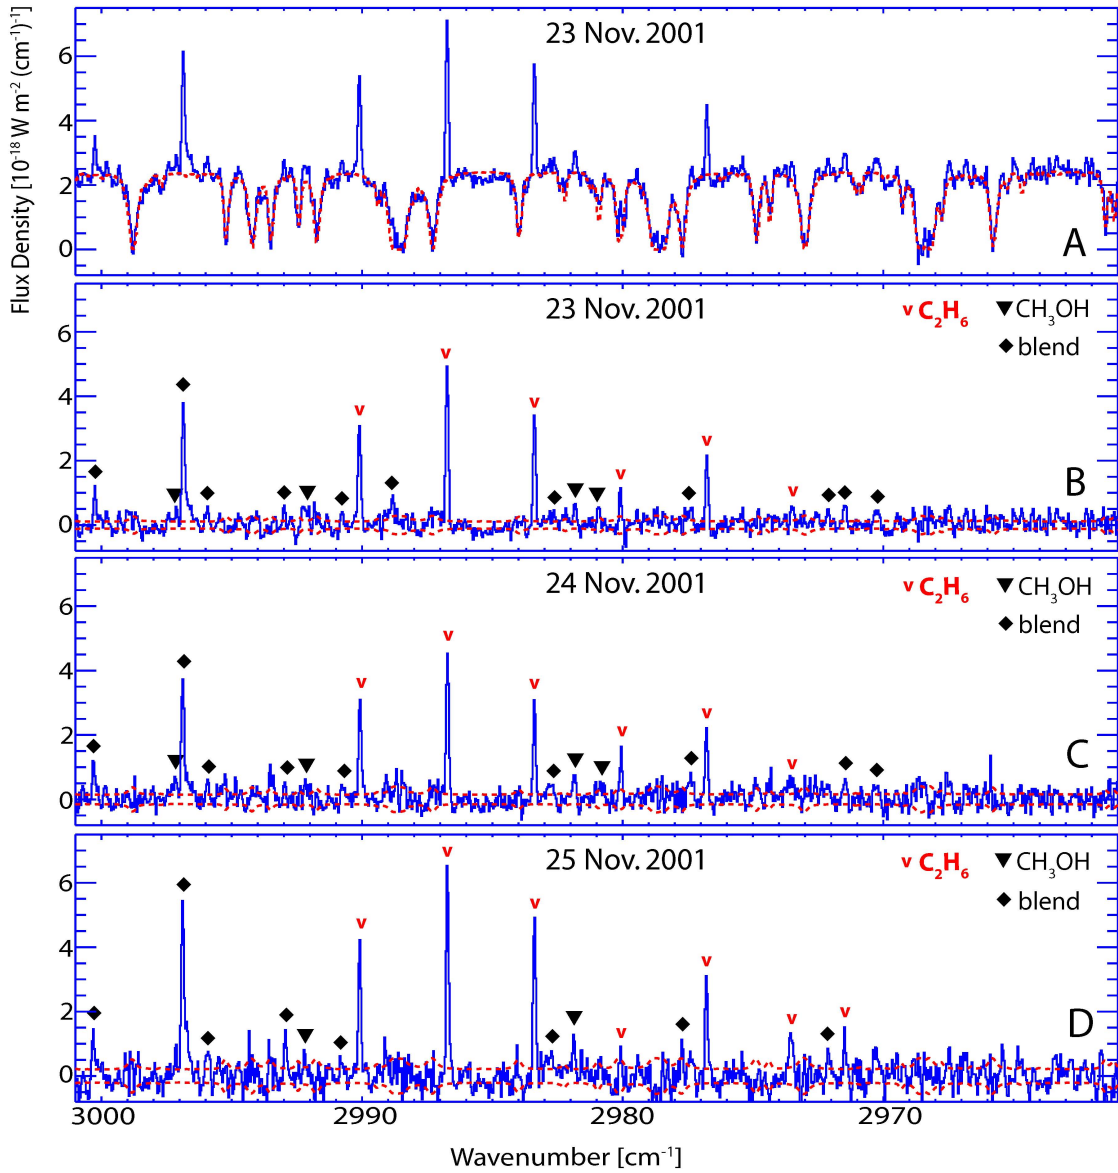 Flux Density [10⁻¹⁸ W m⁻² (cm⁻¹)⁻¹]
23 Nov. 2001
6
4
2
0
A
23 Nov. 2001
v C₂H₆ ▼CH₃OH
◆ blend
6
4
2
0
B
24 Nov. 2001
v C₂H₆ ▼CH₃OH
◆ blend
6
4
2
0
C
25 Nov. 2001
v C₂H₆ ▼CH₃OH
◆ blend
6
4
2
0
D
3000 2990 2980 2970
Wavenumber [cm⁻¹]